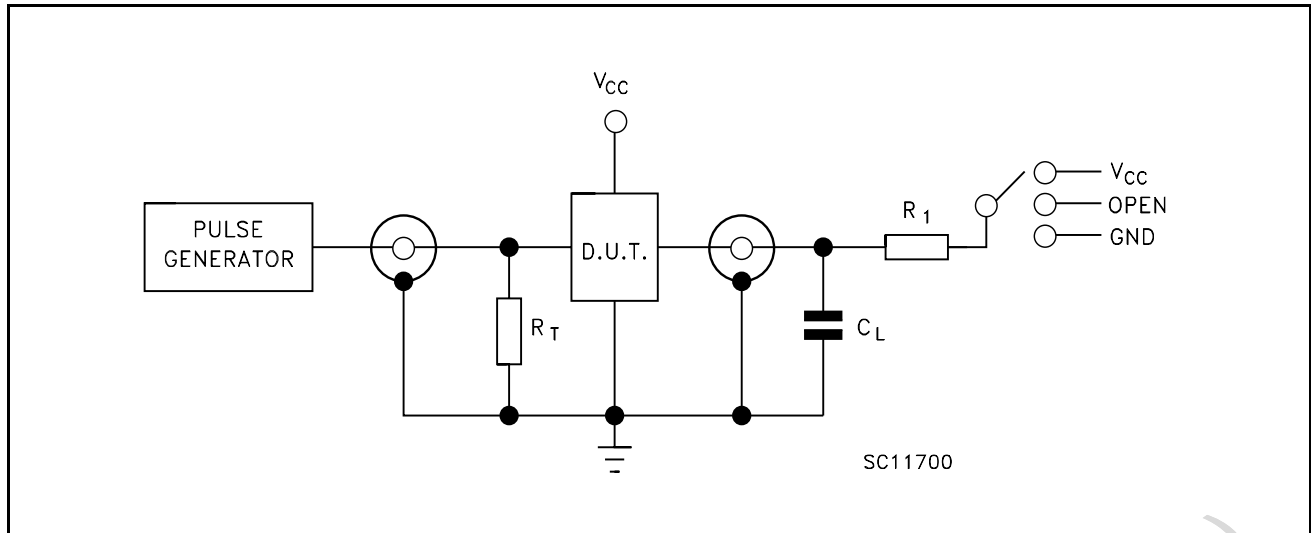 VCC
PULSE
GENERATOR
D.U.T.
RT
CL
R1
VCC
OPEN
GND
SC11700